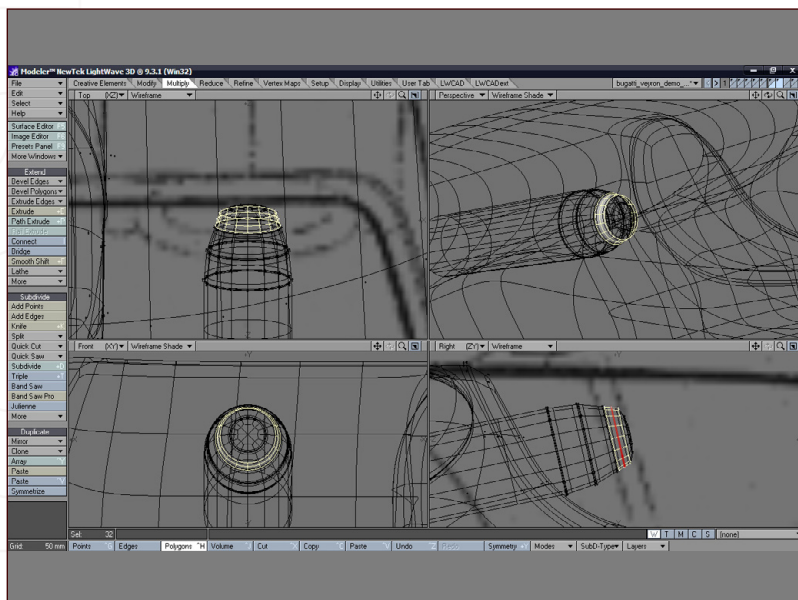 Modeler™ NewTek LightWave 3D ® 9.3.1 (Win32)
File Creative Elements Modify Multiply Reduce Refine Vertex Maps Setup Display Utilities User Tab LWCAD LWCADext bugatti_veyron_demo_...* 1
Edit Top (XZ) Wireframe Perspective Wireframe Shade
Select
Help
Surface Editor
Image Editor
Presets Panel
More Windows
Extend
Bevel Edges
Bevel Polygons
Extrude Edges
Extrude
Path Extrude
Connect
Bridge
Smooth Shift
Lathe
More
Subdivide
Add Points
Add Edges
Knife
Split
Quick Cut Front (XY) Wireframe Shade Right (ZY) Wireframe
Quick Saw
Subdivide
Triple
Band Saw
Band Saw Pro
Julienne
More
Duplicate
Mirror
Clone
Array
Paste
Paste
Symmetrize
Sel: 32 W T M C S (none)
Grid: 50 mm Points Edges Polygons ^H Volume Cut Copy Paste Undo Symmetry Modes SubD-Type Layers